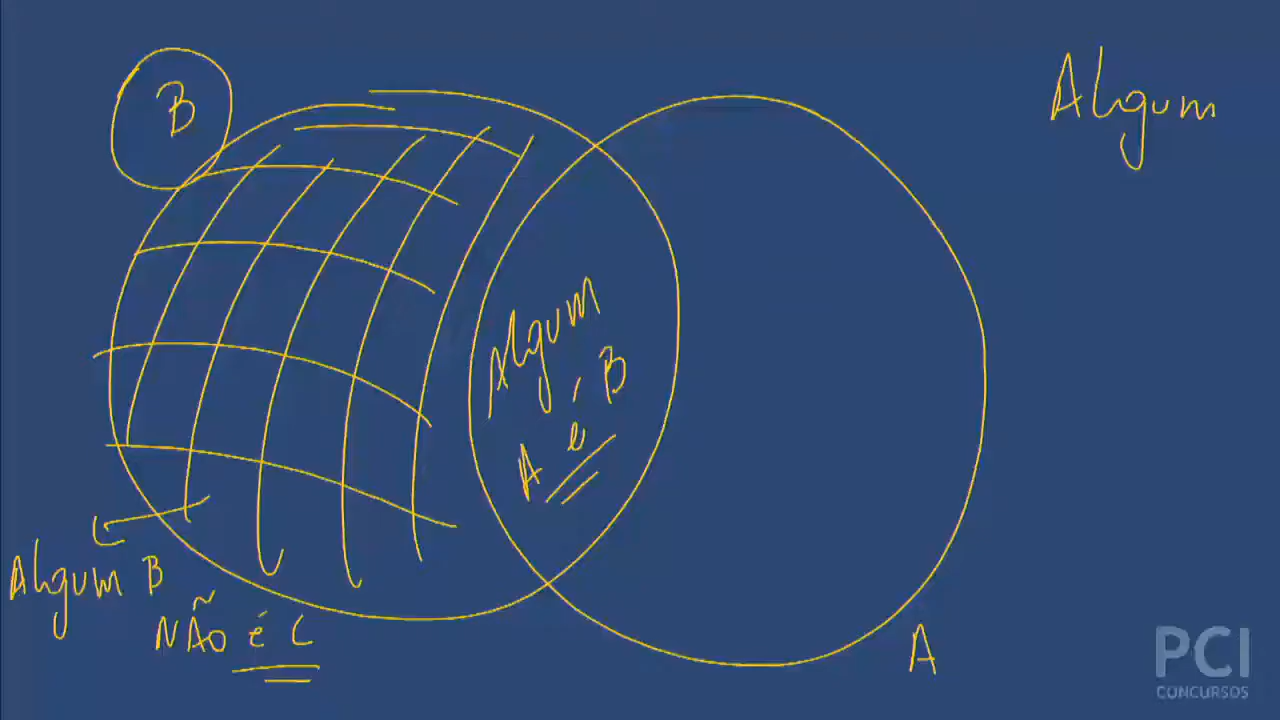 B
Algum
Algum
A é B
Algum B
NÃO é C
A
PCI
CONCURSOS